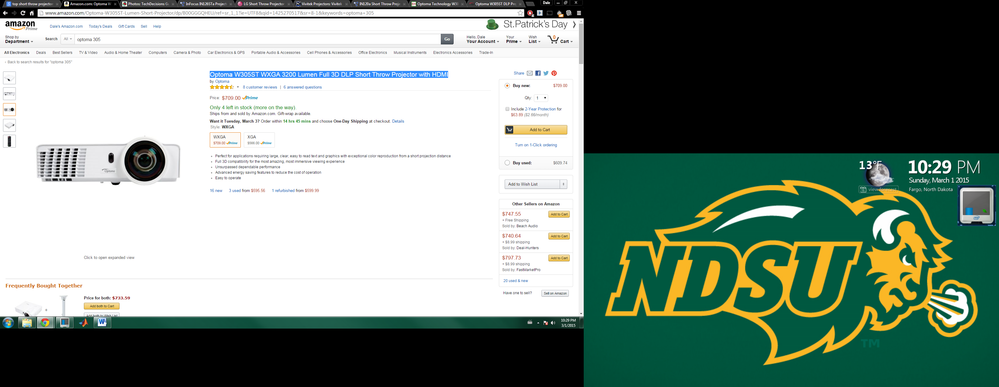 top short throw projector
Amazon.com: Optoma W
Photos: TechDecisions Gu
InFocus IN126STa Project
LG Short Throw Projector
PC Vivitek Projectors: Vivitek
IN120a Short Throw Proje
BH Optoma Technology W30
Optoma W305ST DLP Pro
Dale
www.amazon.com/Optoma-W305ST-Lumen-Short-Projector/dp/B00GGGQHEU/ref=sr_1_1?ie=UTF8&qid=1425270517&sr=8-1&keywords=optoma+305
4
off
amazon
Prime
Dale's Amazon.com Today's Deals Gift Cards Sell Help
St.Patrick's Day
Shop by
Department
Search All optoma 305 Go
Hello, Dale
Your Account
Your
Prime
Wish
List
0
Cart
All Electronics Deals Best Sellers TV & Video Audio & Home Theater Computers Camera & Photo Car Electronics & GPS Portable Audio & Accessories Cell Phones & Accessories Office Electronics Musical Instruments Electronics Accessories Trade-In
‹ Back to search results for "optoma 305"
Optoma W305ST WXGA 3200 Lumen Full 3D DLP Short Throw Projector with HDMI
by Optoma
8 customer reviews | 6 answered questions
Price: $709.00 Prime
Only 4 left in stock (more on the way).
Ships from and sold by Amazon.com. Gift-wrap available.
Want it Tuesday, March 3? Order within 14 hrs 45 mins and choose One-Day Shipping at checkout. Details
Style: WXGA
WXGA
$709.00 Prime
XGA
$566.00 Prime
Perfect for applications requiring large, clear, easy to read text and graphics with exceptional color reproduction from a short projection distance
Full 3D compatibility for the most amazing, most immersive viewing experience
Unsurpassed dependable performance
Advanced energy saving features to reduce the cost of operation
Easy to operate
16 new 3 used from $595.56 1 refurbished from $599.99
Optoma
Click to open expanded view
Share
Buy new: $709.00
Qty: 1
Include 2-Year Protection for
$63.89 ($2.66/month)
Add to Cart
Turn on 1-Click ordering
Buy used: $609.74
Add to Wish List
Other Sellers on Amazon
$747.55 Add to Cart
+ Free Shipping
Sold by: Beach Audio
$740.64 Add to Cart
+ $8.99 shipping
Sold by: Deal-Hunters
$797.73 Add to Cart
+ $8.99 shipping
Sold by: FastMarketPro
20 used & new
Have one to sell? Sell on Amazon
Frequently Bought Together
Price for both: $733.59
+
Add both to Cart
Add both to Wish List
W
10:29 PM
3/1/2015
13°F
15 view forecast
10:29 PM
Sunday, March 1 2015
Fargo, North Dakota
intel
NDSU
TM